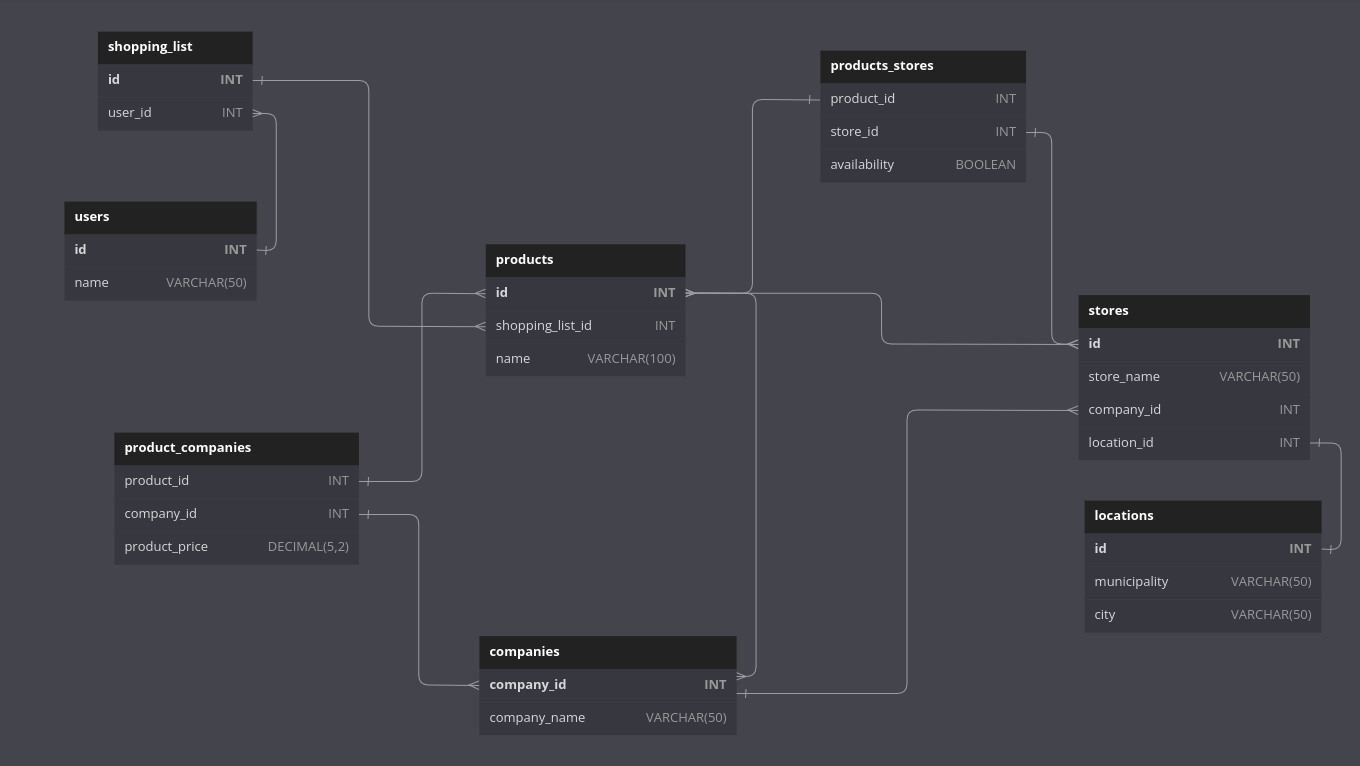 shopping_list
id INT
user_id INT
users
id INT
name VARCHAR(50)
products
id INT
shopping_list_id INT
name VARCHAR(100)
product_companies
product_id INT
company_id INT
product_price DECIMAL(5,2)
companies
company_id INT
company_name VARCHAR(50)
products_stores
product_id INT
store_id INT
availability BOOLEAN
stores
id INT
store_name VARCHAR(50)
company_id INT
location_id INT
locations
id INT
municipality VARCHAR(50)
city VARCHAR(50)